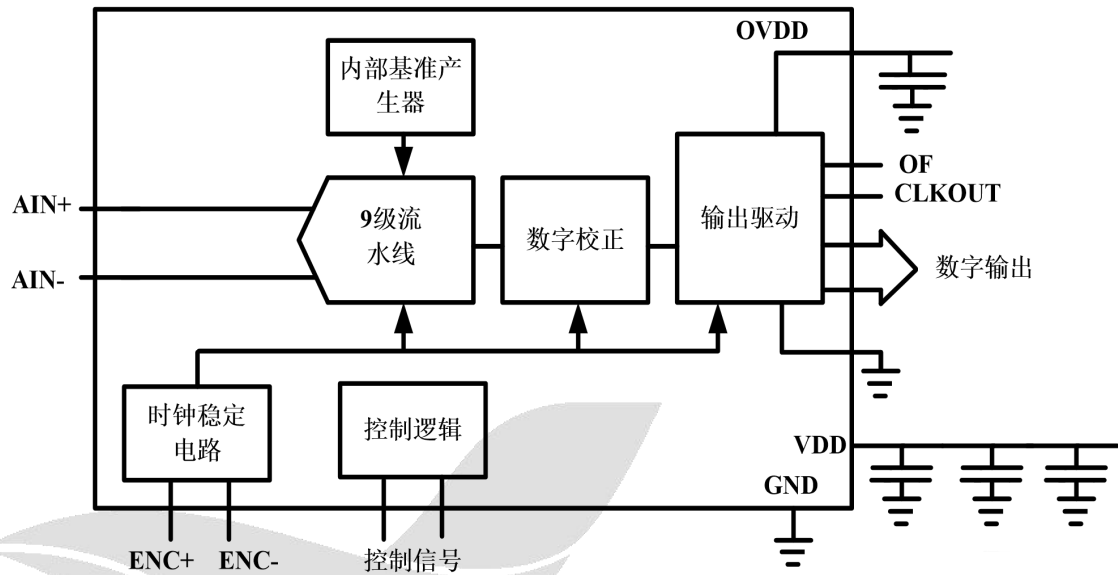 OVDD
内部基准产
生器
OF
CLKOUT
AIN+
9级流
水线
数字校正
输出驱动
数字输出
AIN-
时钟稳定
电路
控制逻辑
VDD
GND
ENC+
ENC-
控制信号